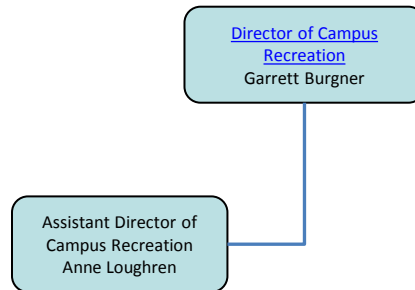 Director of Campus
Recreation
Garrett Burgner
Assistant Director of
Campus Recreation
Anne Loughren